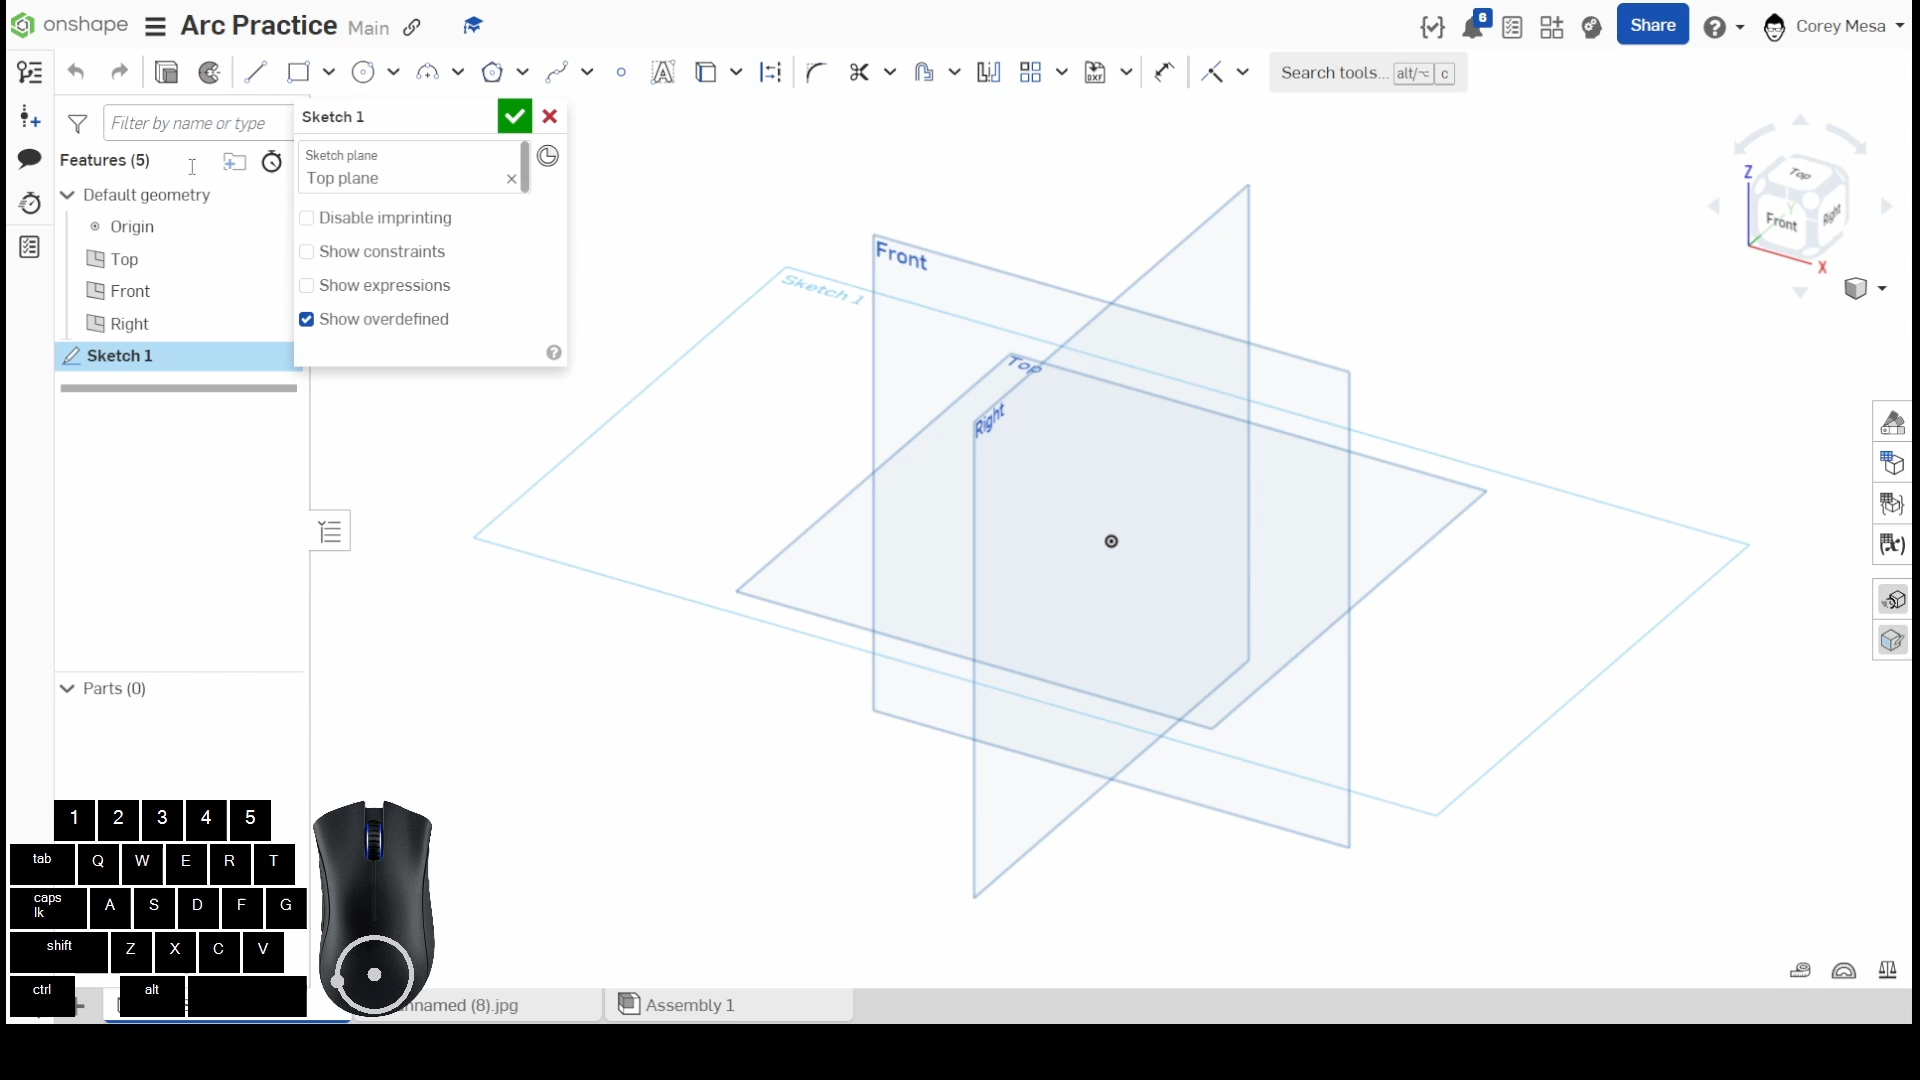 onshape Arc Practice Main 6 Share Corey Mesa
Search tools... alt/⌥ c
Filter by name or type
Features (5)
Default geometry
Origin
Top
Front
Right
Sketch 1
Sketch 1
Sketch plane
Top plane
Disable imprinting
Show constraints
Show expressions
Show overdefined
Front
Sketch 1
Top
Right
Z
Top
Front
Right
Y
X
Parts (0)
1 2 3 4 5
tab Q W E R T
caps lk A S D F G
shift Z X C V
ctrl alt
nnamed (8).jpg
Assembly 1